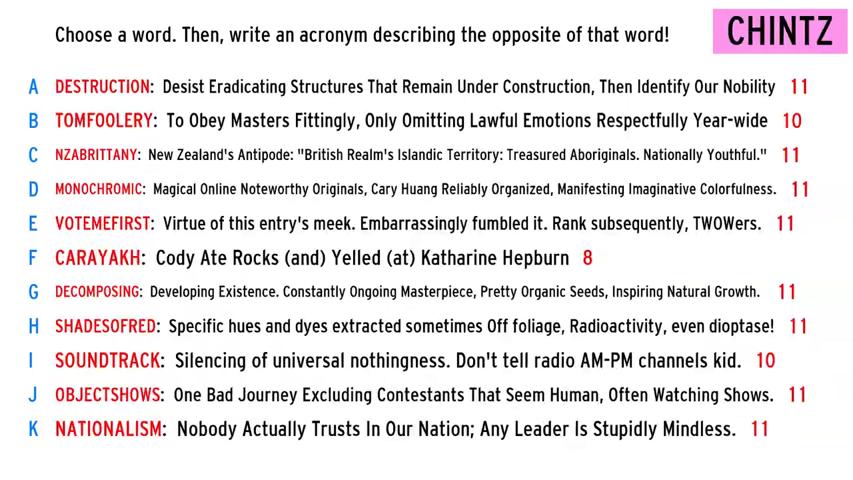 Choose a word. Then, write an acronym describing the opposite of that word!
CHINTZ
A DESTRUCTION: Desist Eradicating Structures That Remain Under Construction, Then Identify Our Nobility 11
B TOMFOOLERY: To Obey Masters Fittingly, Only Omitting Lawful Emotions Respectfully Year-wide 10
C NZABRITTANY: New Zealand's Antipode: "British Realm's Islandic Territory: Treasured Aboriginals. Nationally Youthful." 11
D MONOCHROMIC: Magical Online Noteworthy Originals, Cary Huang Reliably Organized, Manifesting Imaginative Colorfulness. 11
E VOTEMEFIRST: Virtue of this entry's meek. Embarrassingly fumbled it. Rank subsequently, TWOWers. 11
F CARAYAKH: Cody Ate Rocks (and) Yelled (at) Katharine Hepburn 8
G DECOMPOSING: Developing Existence. Constantly Ongoing Masterpiece, Pretty Organic Seeds, Inspiring Natural Growth. 11
H SHADESOFRED: Specific hues and dyes extracted sometimes Off foliage, Radioactivity, even dioptase! 11
I SOUNDTRACK: Silencing of universal nothingness. Don't tell radio AM-PM channels kid. 10
J OBJECTSHOWS: One Bad Journey Excluding Contestants That Seem Human, Often Watching Shows. 11
K NATIONALISM: Nobody Actually Trusts In Our Nation; Any Leader Is Stupidly Mindless. 11